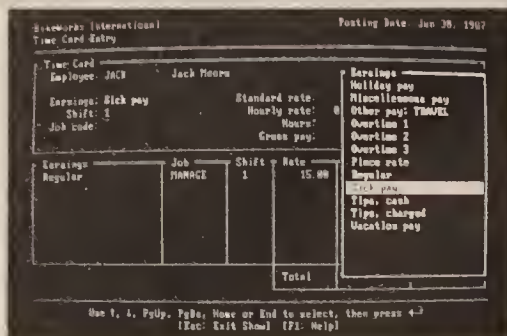 BakeWorks International
Posting Date: Jun 30, 1987
Time Card Entry
Time Card
Employee: JACK Jack Moore
Earnings: Sick pay
Standard rate:
Shift: 1
Hourly rate: 0
Job code:
Hours:
Gross pay:
Earnings
Holiday pay
Miscellaneous pay
Other pay: TRAVEL
Overtime 1
Overtime 2
Overtime 3
Piece rate
Regular
Sick pay
Tips, cash
Tips, charged
Vacation pay
Earnings Job Shift Rate
Regular MANAGE 1 15.00
Total
Use ↑, ↓, PgUp, PgDn, Home or End to select, then press ↵
[Esc: Exit Show] [F1: Help]